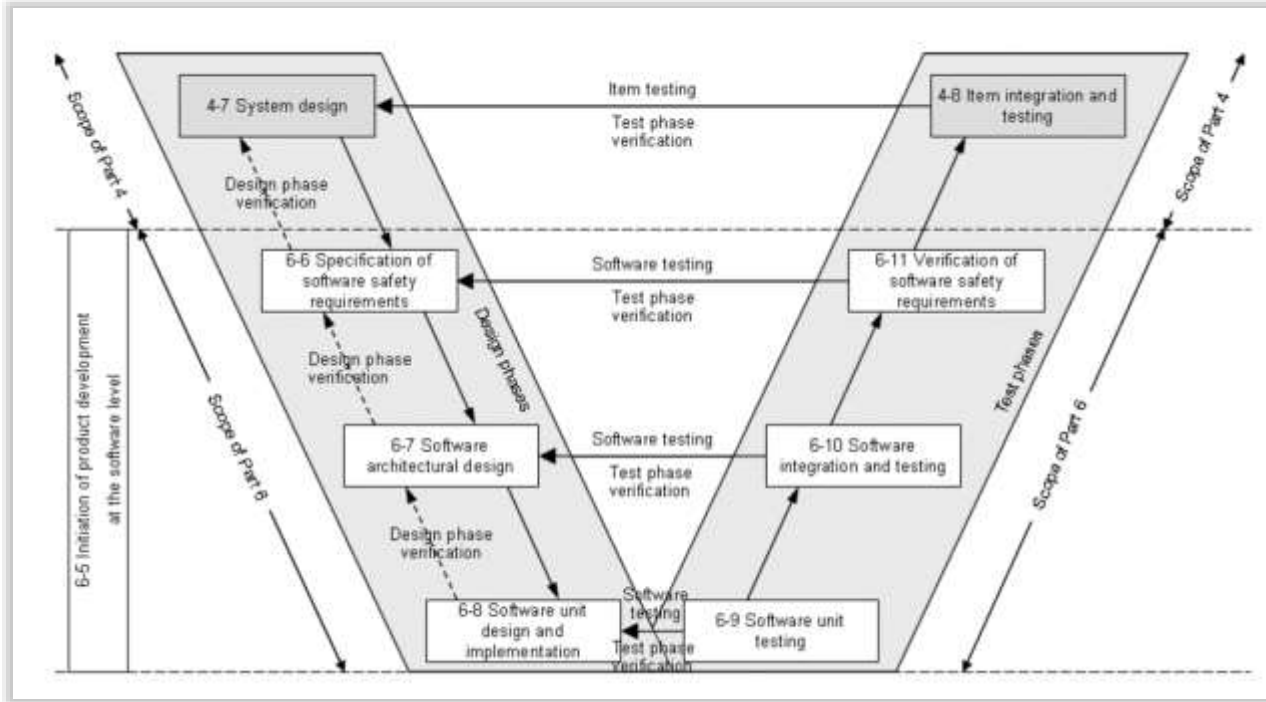 4-7 System design
Item testing
Test phase
verification
4-8 Item integration and
testing
Scope of Part 4
Scope of Part 4
Design phase
verification
6-6 Specification of
software safety
requirements
Software testing
Test phase
verification
6-11 Verification of
software safety
requirements
Design phases
Test phases
Design phase
verification
6-5 Initiation of product development
at the software level
Scope of Part 6
Scope of Part 6
6-7 Software
architectural design
Software testing
Test phase
verification
6-10 Software
integration and testing
Design phase
verification
6-8 Software unit
design and
implementation
Software
testing
Test phase
Verification
6-9 Software unit
testing